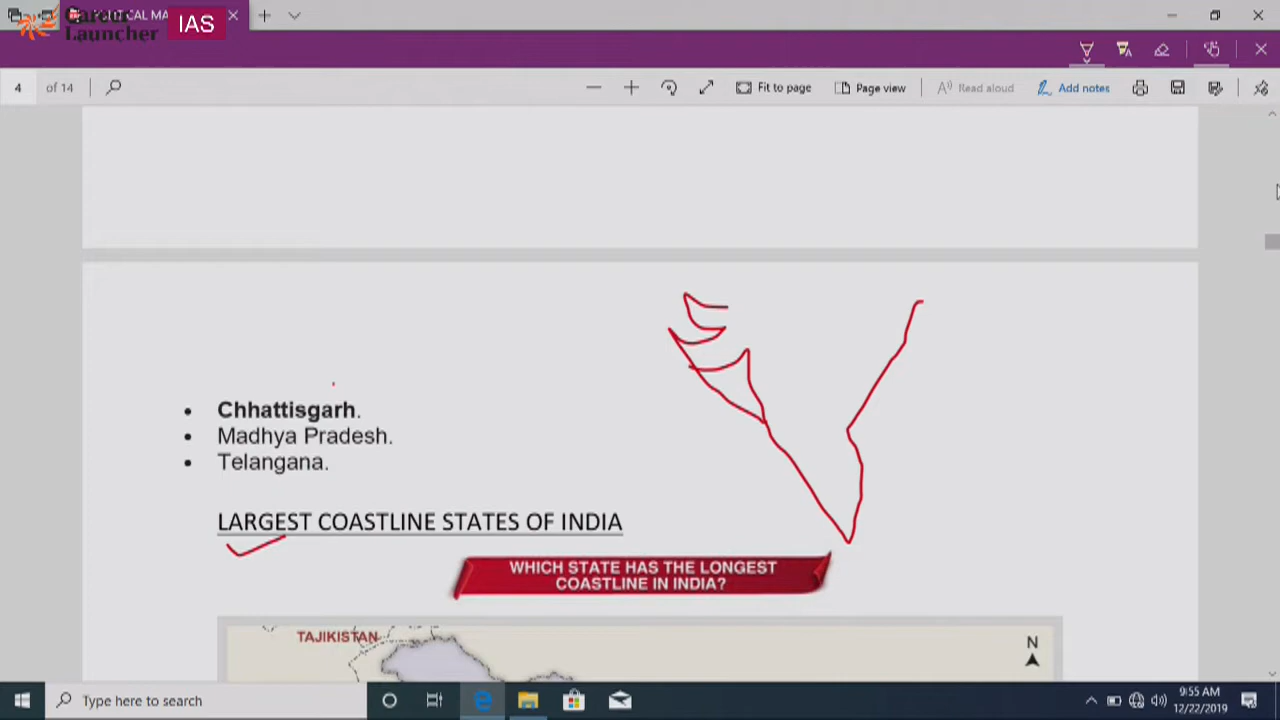 Career
Launcher
IAS
4 of 14
Fit to page
Page view
Read aloud
Add notes
Chhattisgarh.
Madhya Pradesh.
Telangana.
LARGEST COASTLINE STATES OF INDIA
WHICH STATE HAS THE LONGEST
COASTLINE IN INDIA?
TAJIKISTAN
N
Type here to search
9:55 AM
12/22/2019